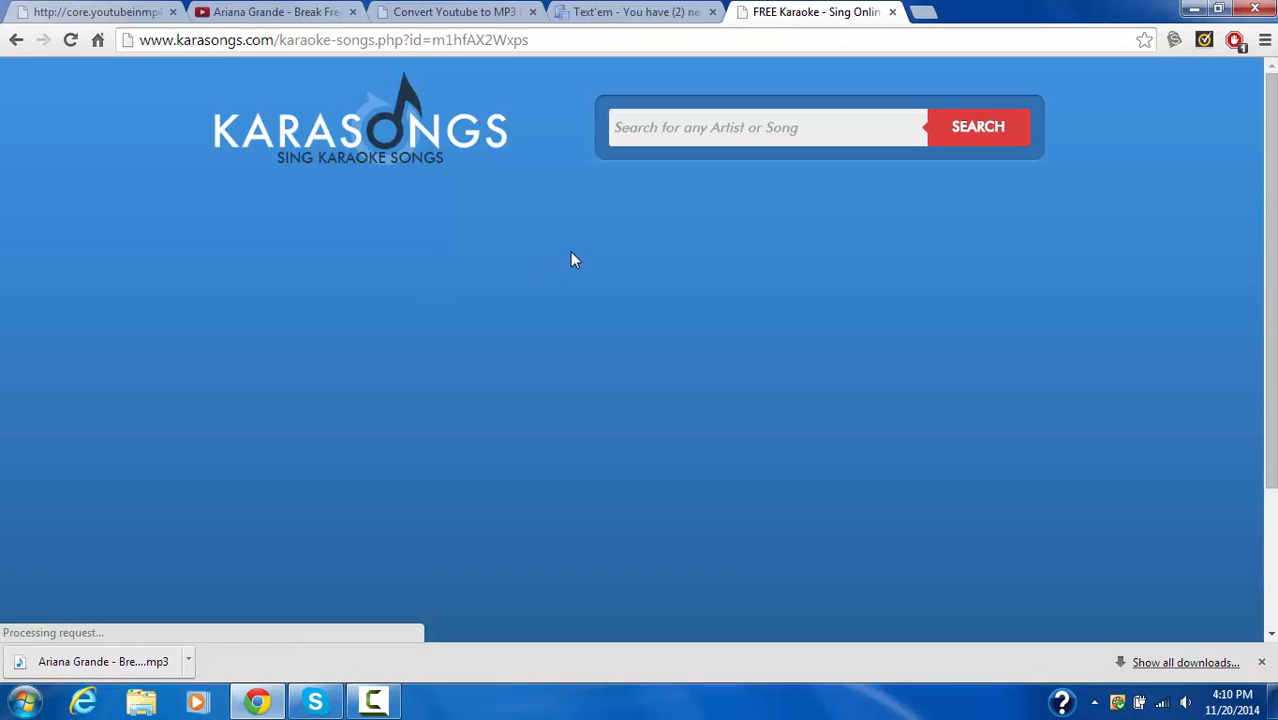 http://core.youtubeinmp
Ariana Grande - Break Fre
Convert Youtube to MP3
Text'em - You have (2) ne
FREE Karaoke - Sing Onlin
www.karasongs.com/karaoke-songs.php?id=m1hfAX2Wxps
1
KARASONGS
SING KARAOKE SONGS
Search for any Artist or Song
SEARCH
Processing request...
Ariana Grande - Bre....mp3
Show all downloads...
4:10 PM
11/20/2014